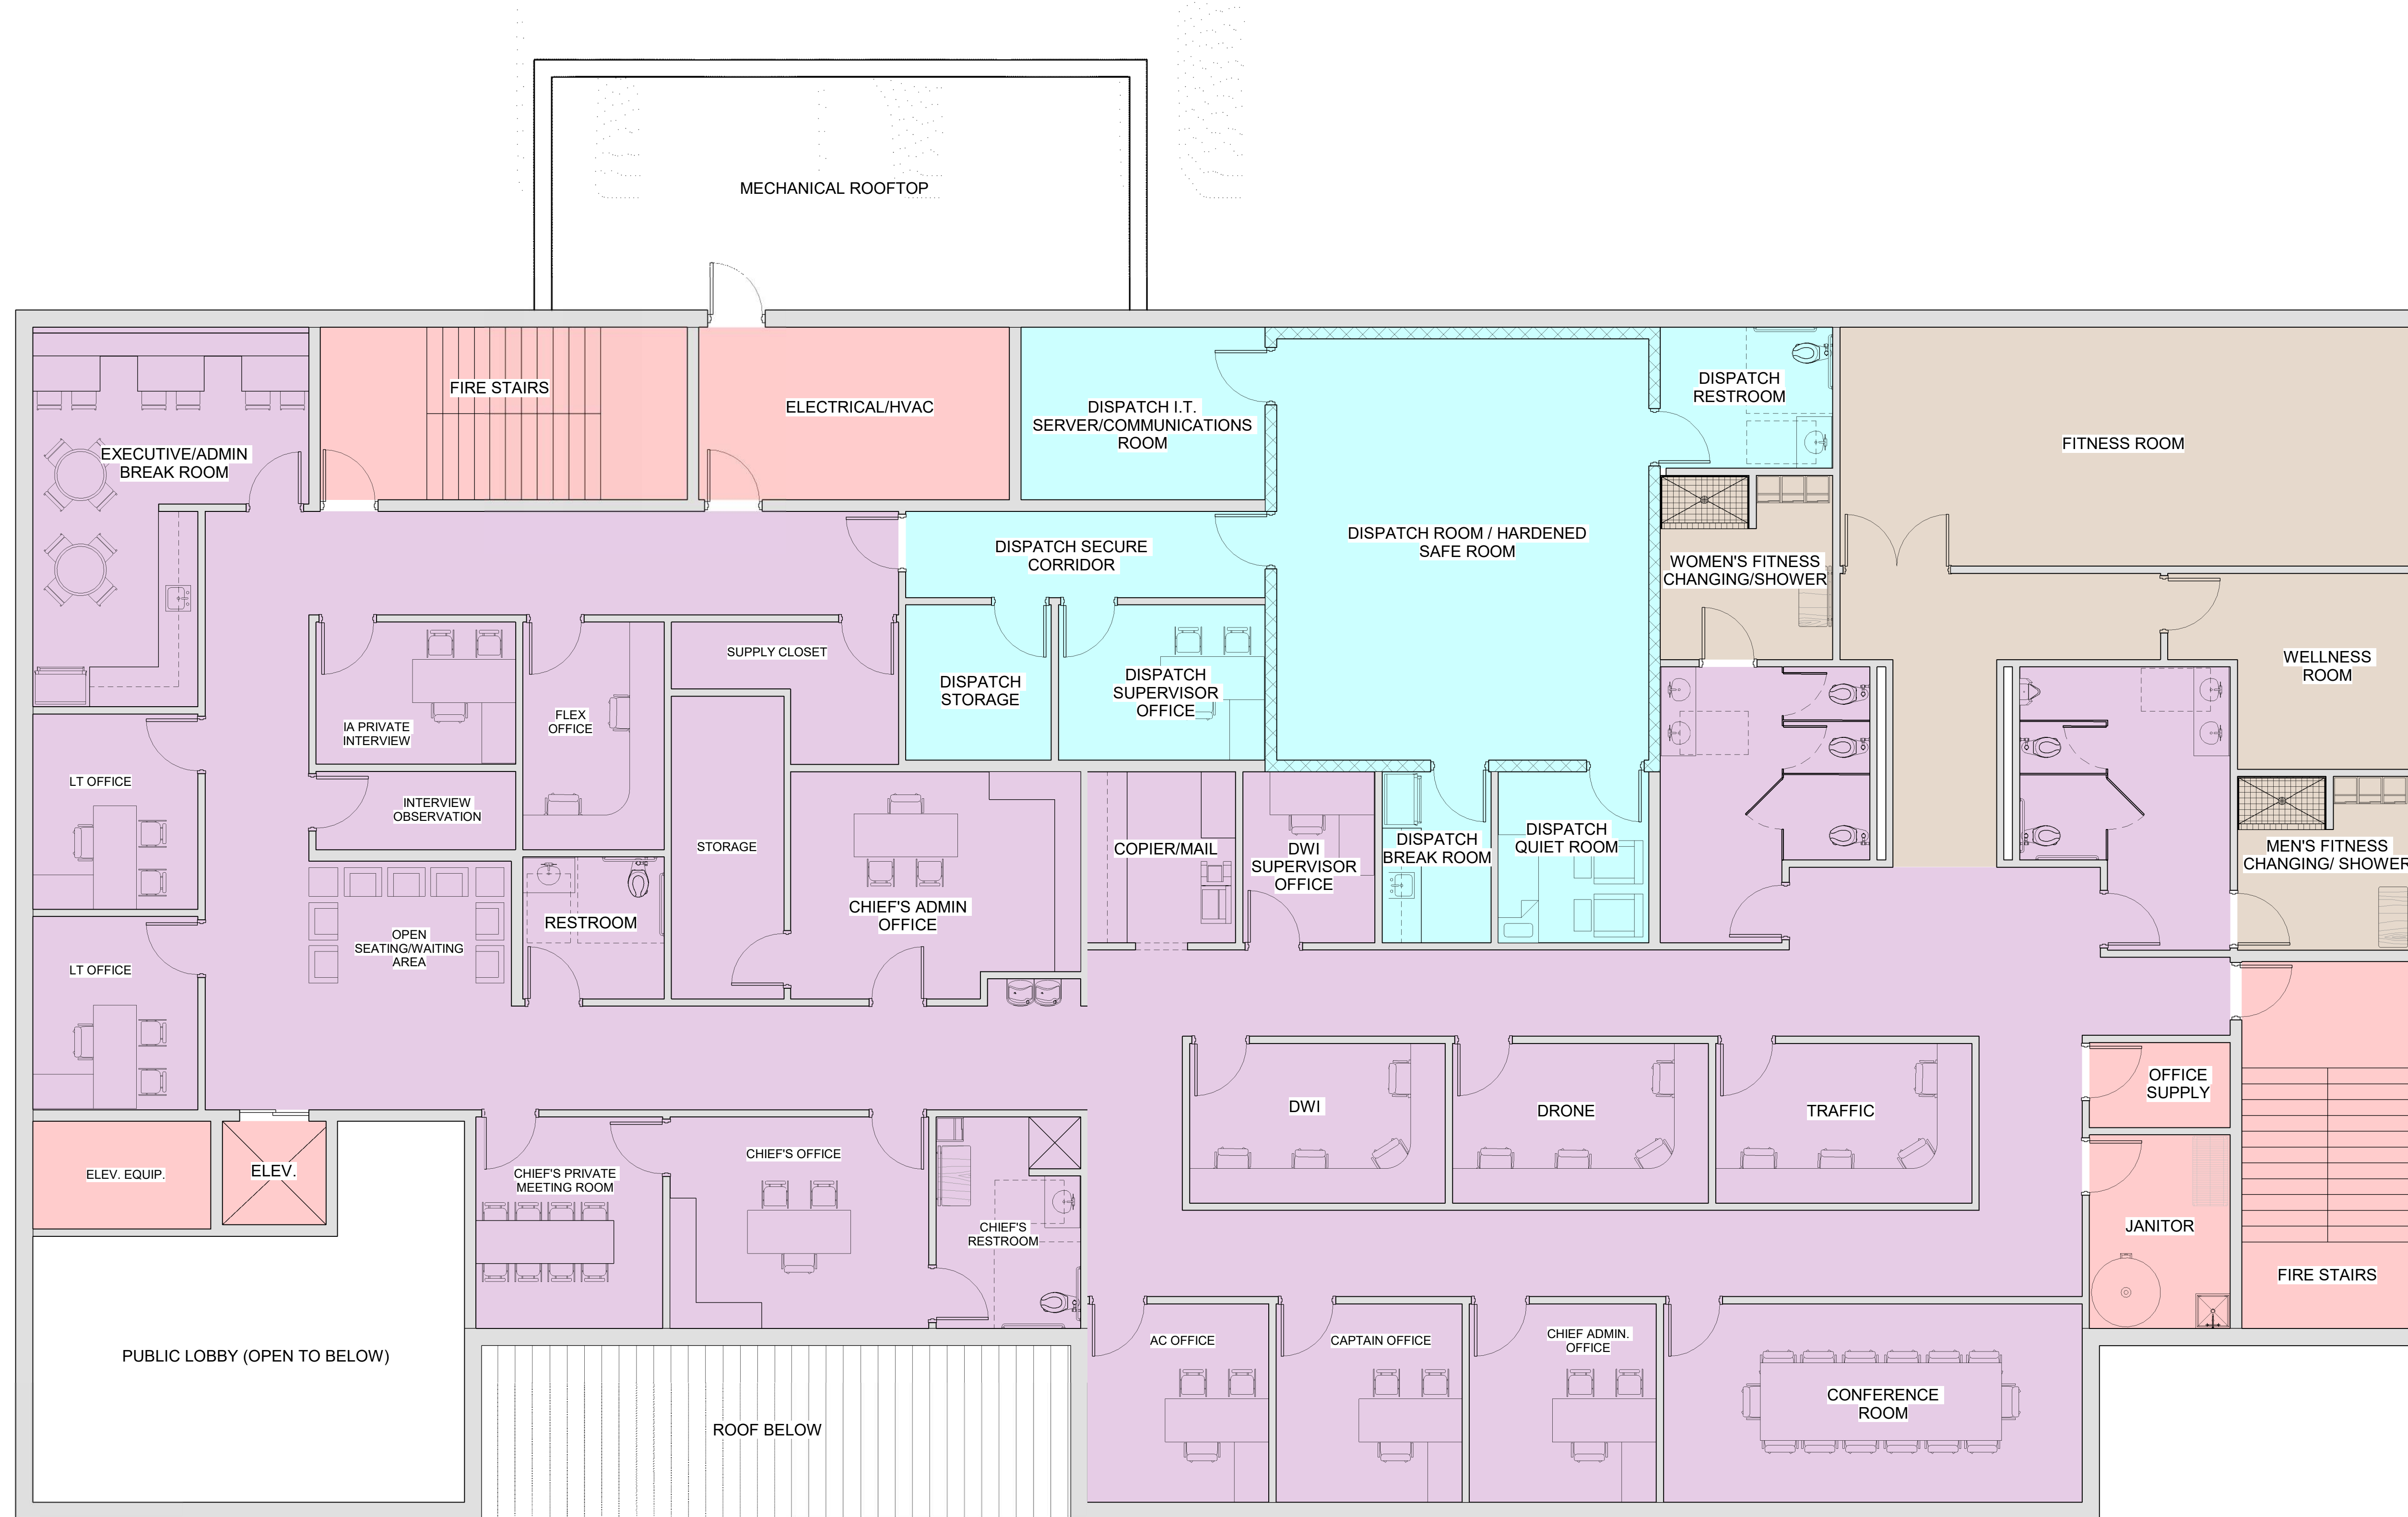 MECHANICAL ROOFTOP
FIRE STAIRS
ELECTRICAL/HVAC
DISPATCH I.T.
SERVER/COMMUNICATIONS
ROOM
DISPATCH
RESTROOM
FITNESS ROOM
EXECUTIVE/ADMIN
BREAK ROOM
DISPATCH SECURE
CORRIDOR
DISPATCH ROOM / HARDENED
SAFE ROOM
WOMEN'S FITNESS
CHANGING/SHOWER
SUPPLY CLOSET
DISPATCH
STORAGE
DISPATCH
SUPERVISOR
OFFICE
WELLNESS
ROOM
IA PRIVATE
INTERVIEW
FLEX
OFFICE
LT OFFICE
INTERVIEW
OBSERVATION
STORAGE
COPIER/MAIL
DWI
SUPERVISOR
OFFICE
DISPATCH
BREAK ROOM
DISPATCH
QUIET ROOM
MEN'S FITNESS
CHANGING/ SHOWER
CHIEF'S ADMIN
OFFICE
RESTROOM
OPEN
SEATING/WAITING
AREA
LT OFFICE
DWI
DRONE
TRAFFIC
OFFICE
SUPPLY
ELEV. EQUIP.
ELEV.
CHIEF'S PRIVATE
MEETING ROOM
CHIEF'S OFFICE
CHIEF'S
RESTROOM
JANITOR
FIRE STAIRS
PUBLIC LOBBY (OPEN TO BELOW)
ROOF BELOW
AC OFFICE
CAPTAIN OFFICE
CHIEF ADMIN.
OFFICE
CONFERENCE
ROOM